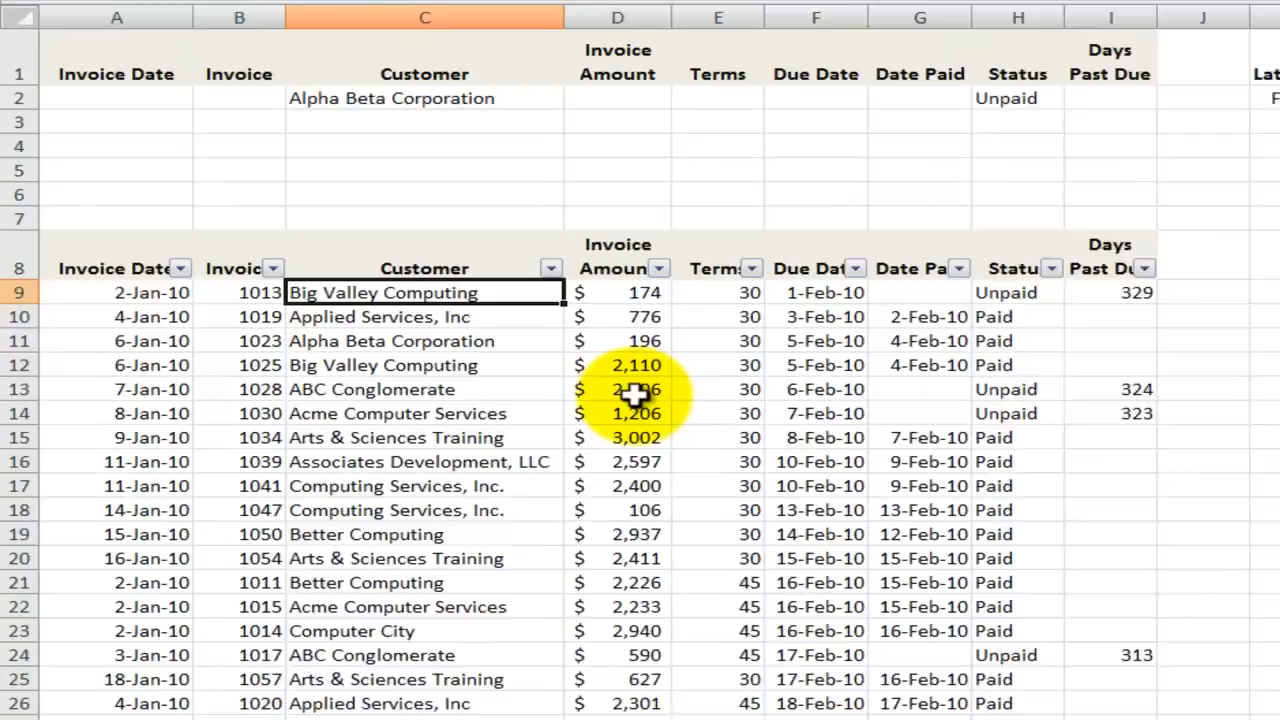 A B C D E F G H I J
Invoice Days
1 Invoice Date Invoice Customer Amount Terms Due Date Date Paid Status Past Due Lat
2 Alpha Beta Corporation Unpaid F
3
4
5
6
7
Invoice Days
8 Invoice Date Invoic Customer Amoun Term Due Dat Date Pa Statu Past Du
9 2-Jan-10 1013 Big Valley Computing $ 174 30 1-Feb-10 Unpaid 329
10 4-Jan-10 1019 Applied Services, Inc $ 776 30 3-Feb-10 2-Feb-10 Paid
11 6-Jan-10 1023 Alpha Beta Corporation $ 196 30 5-Feb-10 4-Feb-10 Paid
12 6-Jan-10 1025 Big Valley Computing $ 2,110 30 5-Feb-10 4-Feb-10 Paid
13 7-Jan-10 1028 ABC Conglomerate $ 30 6-Feb-10 Unpaid 324
14 8-Jan-10 1030 Acme Computer Services $ 1,206 30 7-Feb-10 Unpaid 323
15 9-Jan-10 1034 Arts & Sciences Training $ 3,002 30 8-Feb-10 7-Feb-10 Paid
16 11-Jan-10 1039 Associates Development, LLC $ 2,597 30 10-Feb-10 9-Feb-10 Paid
17 11-Jan-10 1041 Computing Services, Inc. $ 2,400 30 10-Feb-10 9-Feb-10 Paid
18 14-Jan-10 1047 Computing Services, Inc. $ 106 30 13-Feb-10 13-Feb-10 Paid
19 15-Jan-10 1050 Better Computing $ 2,937 30 14-Feb-10 12-Feb-10 Paid
20 16-Jan-10 1054 Arts & Sciences Training $ 2,411 30 15-Feb-10 15-Feb-10 Paid
21 2-Jan-10 1011 Better Computing $ 2,226 45 16-Feb-10 15-Feb-10 Paid
22 2-Jan-10 1015 Acme Computer Services $ 2,233 45 16-Feb-10 15-Feb-10 Paid
23 2-Jan-10 1014 Computer City $ 2,940 45 16-Feb-10 16-Feb-10 Paid
24 3-Jan-10 1017 ABC Conglomerate $ 590 45 17-Feb-10 Unpaid 313
25 18-Jan-10 1057 Arts & Sciences Training $ 627 30 17-Feb-10 16-Feb-10 Paid
26 4-Jan-10 1020 Applied Services, Inc $ 2,301 45 18-Feb-10 17-Feb-10 Paid